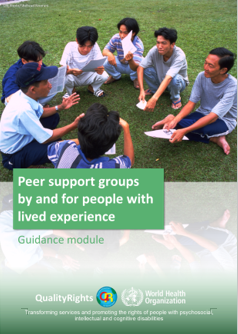 Peer support groups
by and for people with
lived experience
Guidance module
QualityRights
World Health
Organization
Transforming services and promoting the rights of people with psychosocial,
intellectual and cognitive disabilities